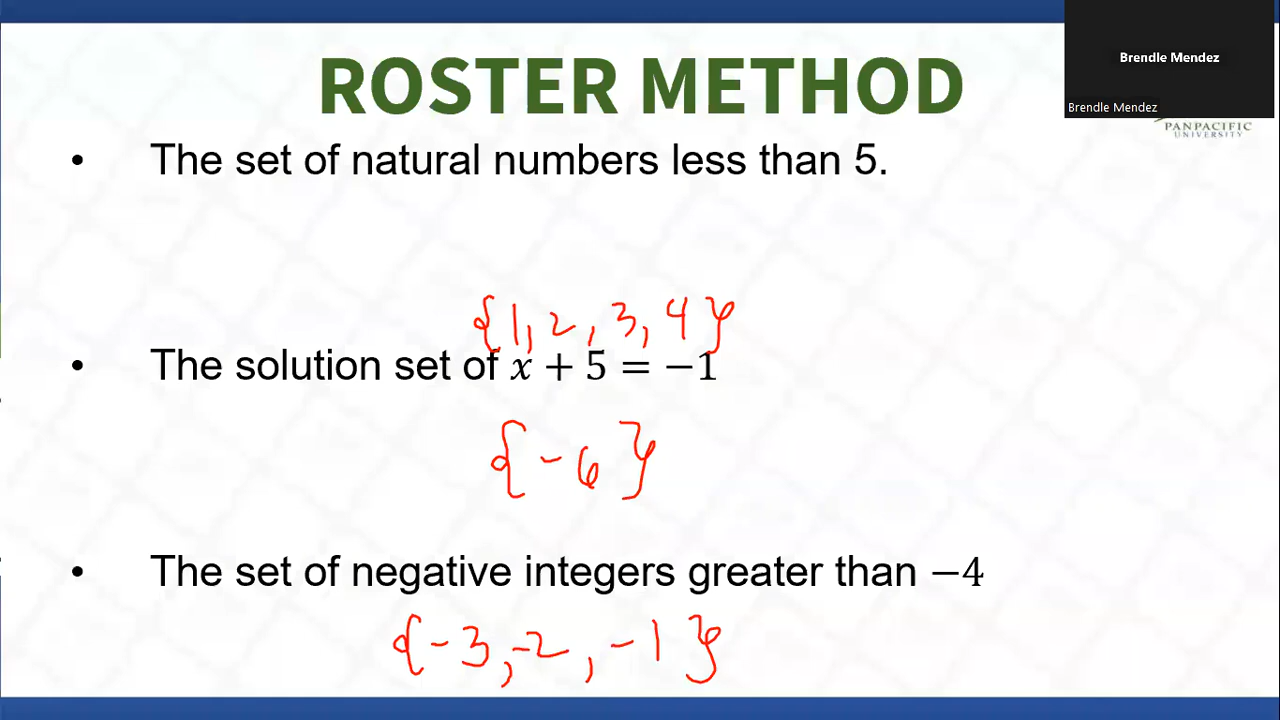 Brendle Mendez
Brendle Mendez
PANPACIFIC
UNIVERSITY
ROSTER METHOD
• The set of natural numbers less than 5.
{1, 2, 3, 4}
• The solution set of x + 5 = −1
{-6}
• The set of negative integers greater than −4
{-3, -2, -1}